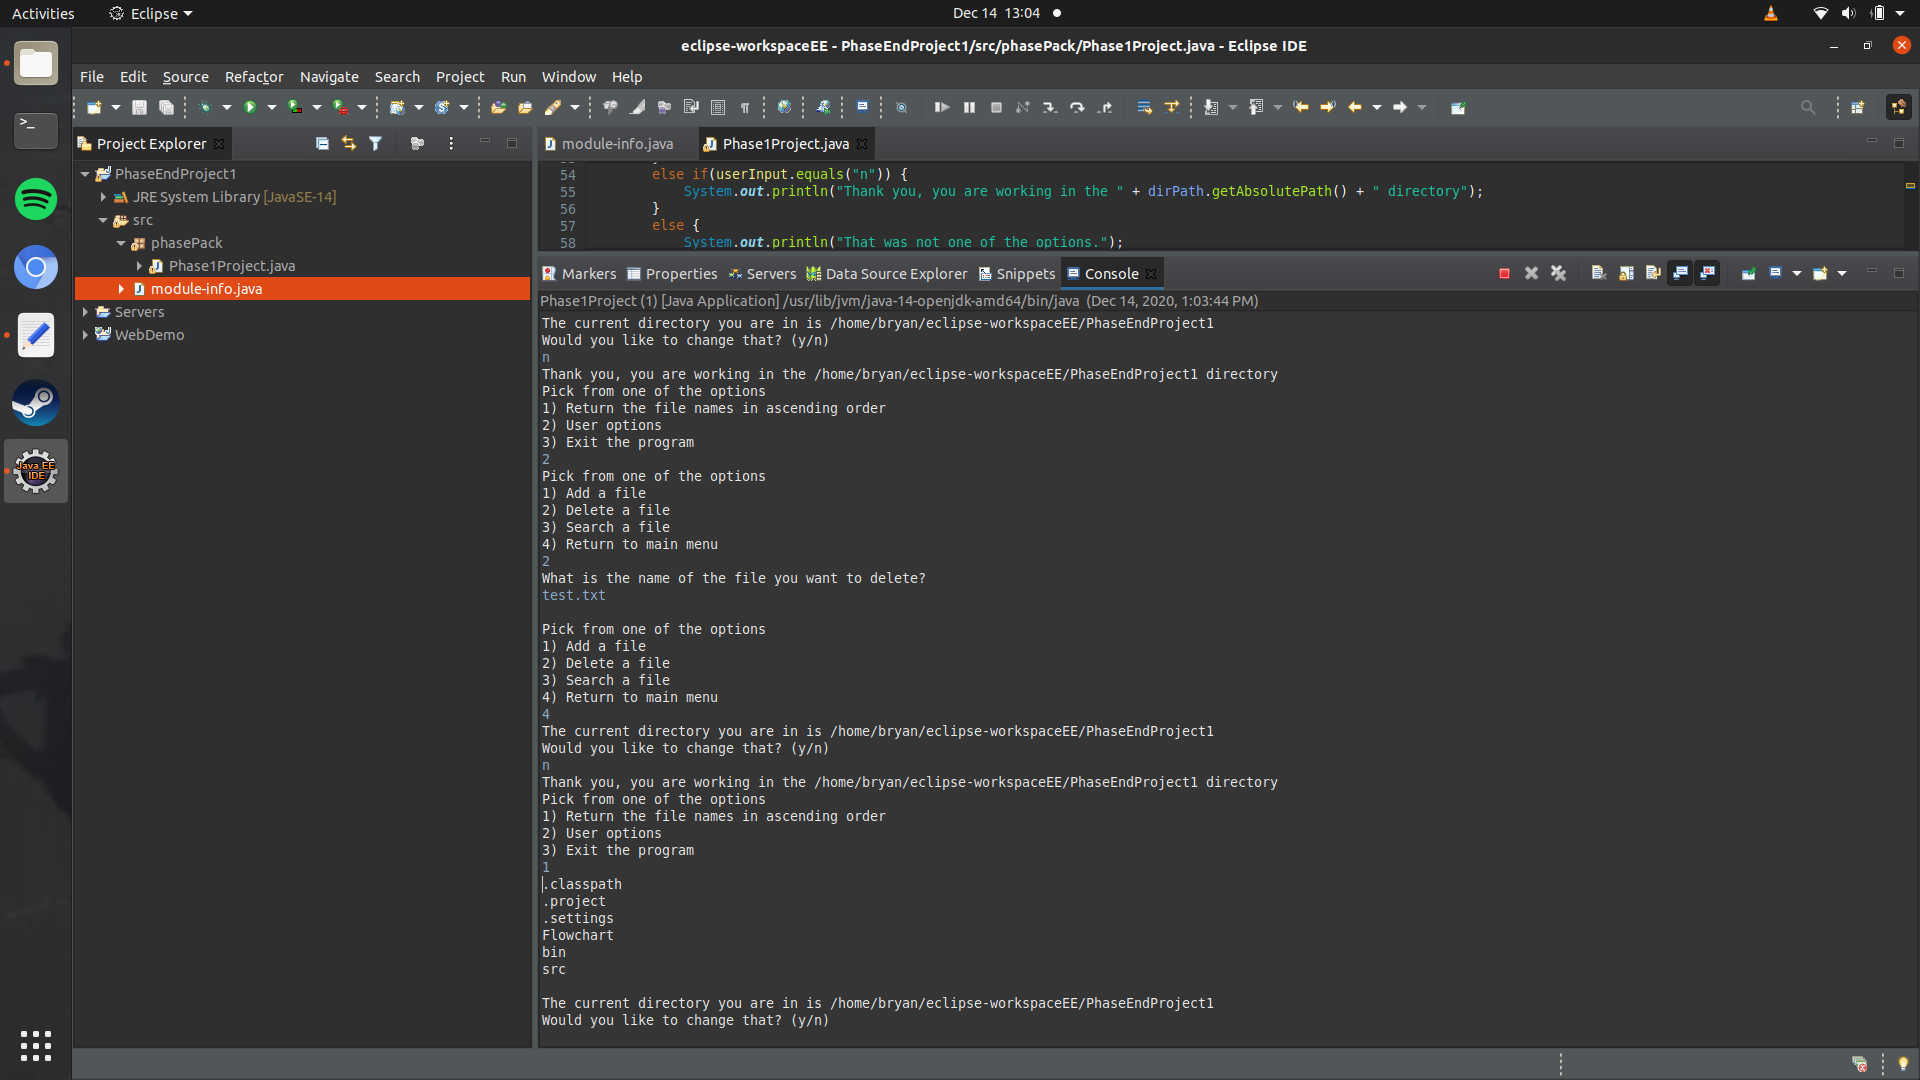 Activities
Eclipse
Dec 14 13:04
eclipse-workspaceEE - PhaseEndProject1/src/phasePack/Phase1Project.java - Eclipse IDE
File Edit Source Refactor Navigate Search Project Run Window Help
Project Explorer
PhaseEndProject1
JRE System Library [JavaSE-14]
src
phasePack
Phase1Project.java
module-info.java
Servers
WebDemo
Java EE
IDE
module-info.java
Phase1Project.java
54 else if(userInput.equals("n")) {
55 System.out.println("Thank you, you are working in the " + dirPath.getAbsolutePath() + " directory");
56 }
57 else {
58 System.out.println("That was not one of the options.");
Markers Properties Servers Data Source Explorer Snippets Console
Phase1Project (1) [Java Application] /usr/lib/jvm/java-14-openjdk-amd64/bin/java (Dec 14, 2020, 1:03:44 PM)
The current directory you are in is /home/bryan/eclipse-workspaceEE/PhaseEndProject1
Would you like to change that? (y/n)
n
Thank you, you are working in the /home/bryan/eclipse-workspaceEE/PhaseEndProject1 directory
Pick from one of the options
1) Return the file names in ascending order
2) User options
3) Exit the program
2
Pick from one of the options
1) Add a file
2) Delete a file
3) Search a file
4) Return to main menu
2
What is the name of the file you want to delete?
test.txt
Pick from one of the options
1) Add a file
2) Delete a file
3) Search a file
4) Return to main menu
4
The current directory you are in is /home/bryan/eclipse-workspaceEE/PhaseEndProject1
Would you like to change that? (y/n)
n
Thank you, you are working in the /home/bryan/eclipse-workspaceEE/PhaseEndProject1 directory
Pick from one of the options
1) Return the file names in ascending order
2) User options
3) Exit the program
1
.classpath
.project
.settings
Flowchart
bin
src
The current directory you are in is /home/bryan/eclipse-workspaceEE/PhaseEndProject1
Would you like to change that? (y/n)